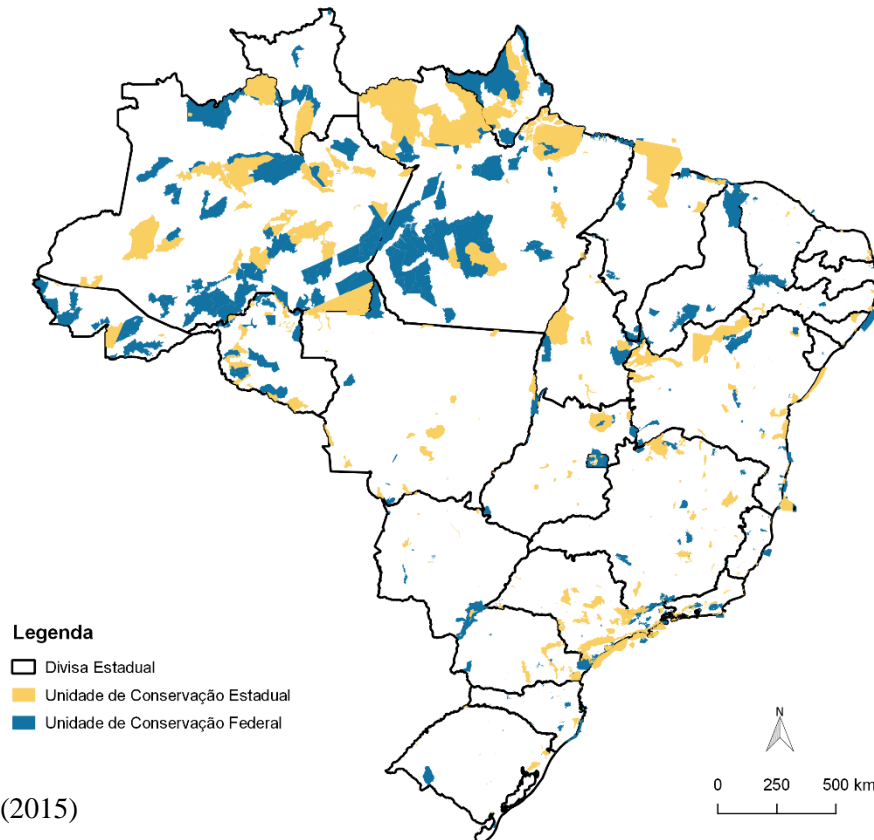 Legenda
Divisa Estadual
Unidade de Conservação Estadual
Unidade de Conservação Federal
N
0 250 500 km
(2015)